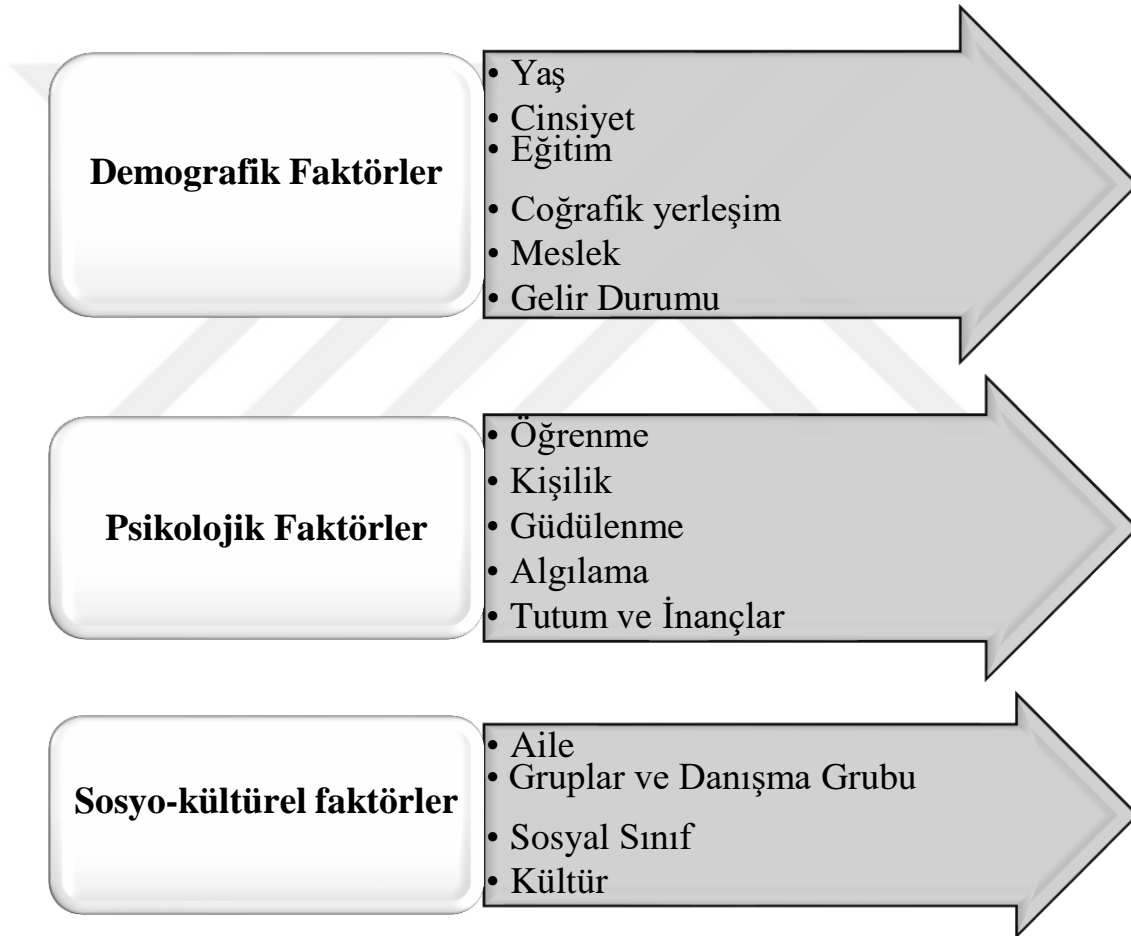 Demografik Faktörler
• Yaş
• Cinsiyet
• Eğitim
• Coğrafik yerleşim
• Meslek
• Gelir Durumu
Psikolojik Faktörler
• Öğrenme
• Kişilik
• Güdülenme
• Algılama
• Tutum ve İnançlar
Sosyo-kültürel faktörler
• Aile
• Gruplar ve Danışma Grubu
• Sosyal Sınıf
• Kültür